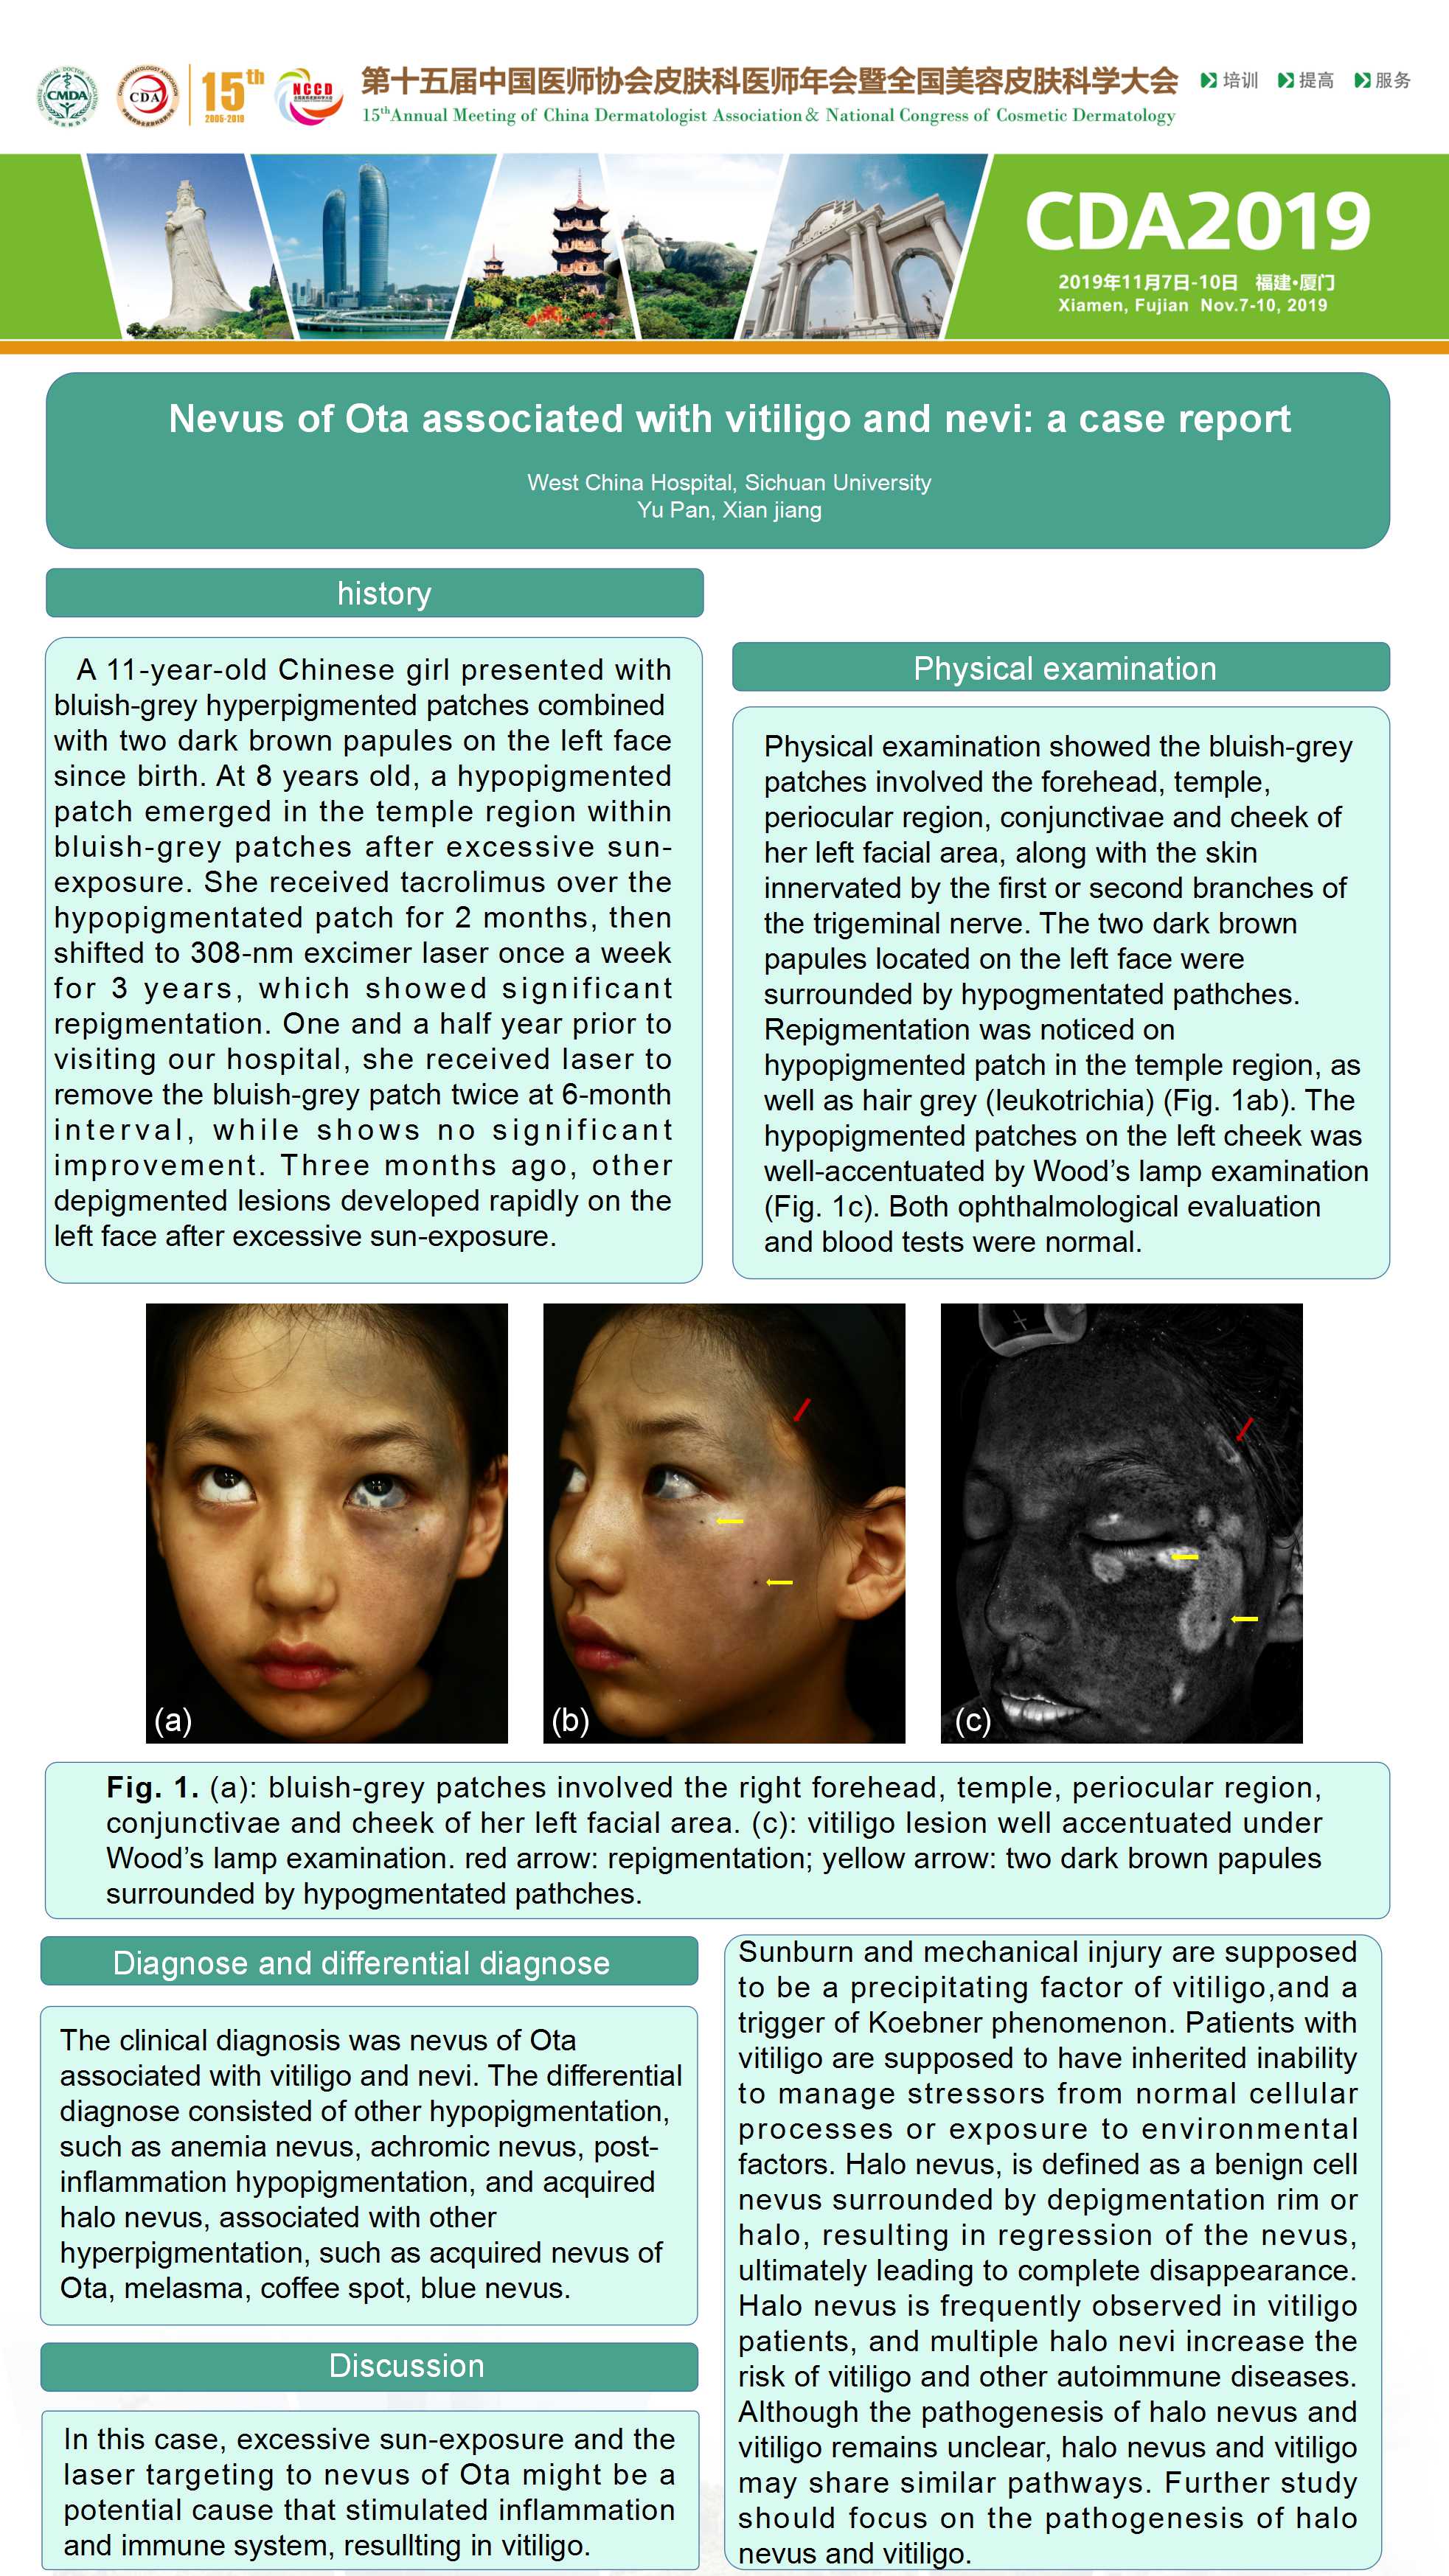 CMDA
CDA
15th
2005-2019
NCCD
第十五届中国医师协会皮肤科医师年会暨全国美容皮肤科学大会
15thAnnual Meeting of China Dermatologist Association& National Congress of Cosmetic Dermatology
培训 提高 服务
CDA2019
2019年11月7日-10日 福建•厦门
Xiamen, Fujian Nov.7-10, 2019
Nevus of Ota associated with vitiligo and nevi: a case report
West China Hospital, Sichuan University
Yu Pan, Xian jiang
history
A 11-year-old Chinese girl presented with
bluish-grey hyperpigmented patches combined
with two dark brown papules on the left face
since birth. At 8 years old, a hypopigmented
patch emerged in the temple region within
bluish-grey patches after excessive sun-
exposure. She received tacrolimus over the
hypopigmentated patch for 2 months, then
shifted to 308-nm excimer laser once a week
for 3 years, which showed significant
repigmentation. One and a half year prior to
visiting our hospital, she received laser to
remove the bluish-grey patch twice at 6-month
interval, while shows no significant
improvement. Three months ago, other
depigmented lesions developed rapidly on the
left face after excessive sun-exposure.
Physical examination
Physical examination showed the bluish-grey
patches involved the forehead, temple,
periocular region, conjunctivae and cheek of
her left facial area, along with the skin
innervated by the first or second branches of
the trigeminal nerve. The two dark brown
papules located on the left face were
surrounded by hypogmentated pathches.
Repigmentation was noticed on
hypopigmented patch in the temple region, as
well as hair grey (leukotrichia) (Fig. 1ab). The
hypopigmented patches on the left cheek was
well-accentuated by Wood's lamp examination
(Fig. 1c). Both ophthalmological evaluation
and blood tests were normal.
(a)
(b)
(c)
Fig. 1. (a): bluish-grey patches involved the right forehead, temple, periocular region,
conjunctivae and cheek of her left facial area. (c): vitiligo lesion well accentuated under
Wood's lamp examination. red arrow: repigmentation; yellow arrow: two dark brown papules
surrounded by hypogmentated pathches.
Diagnose and differential diagnose
The clinical diagnosis was nevus of Ota
associated with vitiligo and nevi. The differential
diagnose consisted of other hypopigmentation,
such as anemia nevus, achromic nevus, post-
inflammation hypopigmentation, and acquired
halo nevus, associated with other
hyperpigmentation, such as acquired nevus of
Ota, melasma, coffee spot, blue nevus.
Discussion
In this case, excessive sun-exposure and the
laser targeting to nevus of Ota might be a
potential cause that stimulated inflammation
and immune system, resullting in vitiligo.
Sunburn and mechanical injury are supposed
to be a precipitating factor of vitiligo,and a
trigger of Koebner phenomenon. Patients with
vitiligo are supposed to have inherited inability
to manage stressors from normal cellular
processes or exposure to environmental
factors. Halo nevus, is defined as a benign cell
nevus surrounded by depigmentation rim or
halo, resulting in regression of the nevus,
ultimately leading to complete disappearance.
Halo nevus is frequently observed in vitiligo
patients, and multiple halo nevi increase the
risk of vitiligo and other autoimmune diseases.
Although the pathogenesis of halo nevus and
vitiligo remains unclear, halo nevus and vitiligo
may share similar pathways. Further study
should focus on the pathogenesis of halo
nevus and vitiligo.